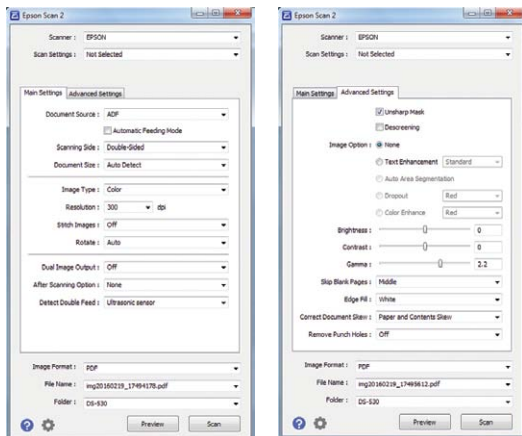 Epson Scan 2
Scanner : EPSON
Scan Settings : Not Selected
Main Settings Advanced Settings
Document Source : ADF
Automatic Feeding Mode
Scanning Side : Double-Sided
Document Size : Auto Detect
Image Type : Color
Resolution : 300 dpi
Stitch Images : Off
Rotate : Auto
Dual Image Output : Off
After Scanning Option : None
Detect Double Feed : Ultrasonic sensor
Image Format : PDF
File Name : img20160219_17494178.pdf
Folder : DS-530
? Preview Scan
Epson Scan 2
Scanner : EPSON
Scan Settings : Not Selected
Main Settings Advanced Settings
Unsharp Mask
Descreening
Image Option : None
Text Enhancement Standard
Auto Area Segmentation
Dropout Red
Color Enhance Red
Brightness : 0
Contrast : 0
Gamma : 2.2
Skip Blank Pages : Middle
Edge Fill : White
Correct Document Skew : Paper and Contents Skew
Remove Punch Holes : Off
Image Format : PDF
File Name : img20160219_17495612.pdf
Folder : DS-530
? Preview Scan